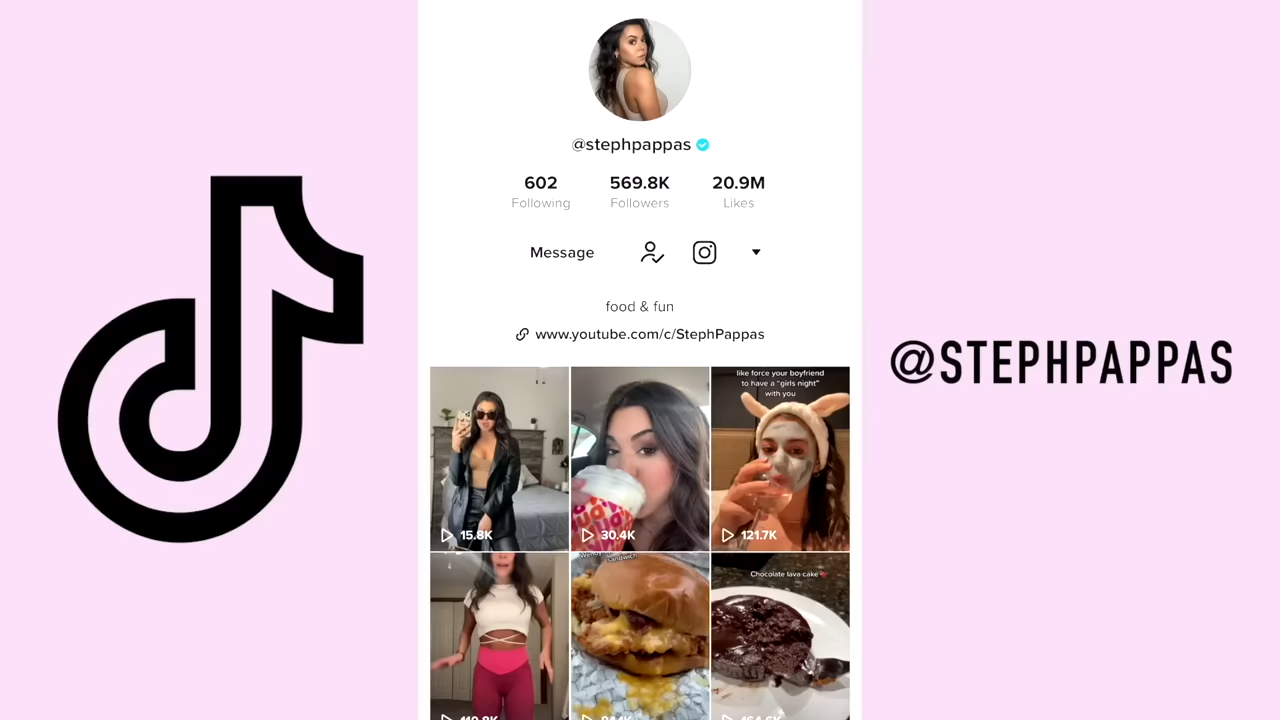 @stephpappas
602 569.8K 20.9M
Following Followers Likes
Message
food & fun
www.youtube.com/c/StephPappas
@STEPHPAPPAS
like force your boyfriend
to have a "girls night"
with you
15.8K
30.4K
121.7K
sandwich
Chocolate lava cake